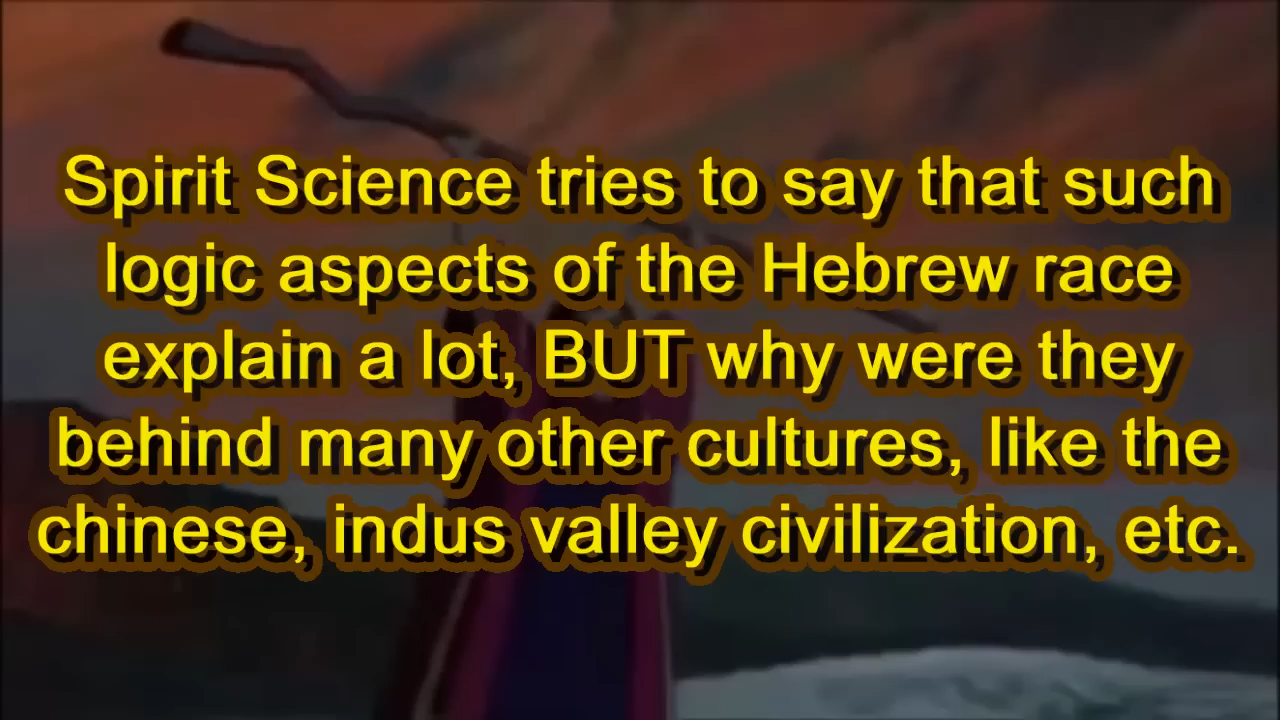 Spirit Science tries to say that such
logic aspects of the Hebrew race
explain a lot, BUT why were they
behind many other cultures, like the
chinese, indus valley civilization, etc.